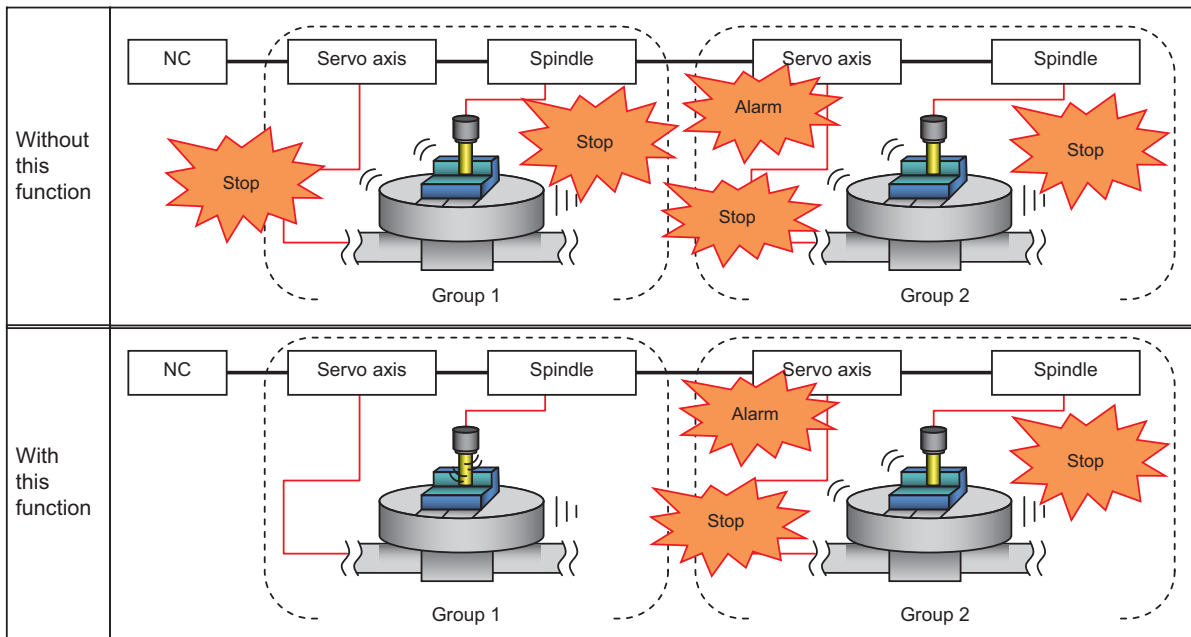 Without
this
function
NC
Servo axis
Spindle
Servo axis
Spindle
Alarm
Stop
Stop
Stop
Stop
Group 1
Group 2
With
this
function
NC
Servo axis
Spindle
Servo axis
Spindle
Alarm
Stop
Stop
Group 1
Group 2